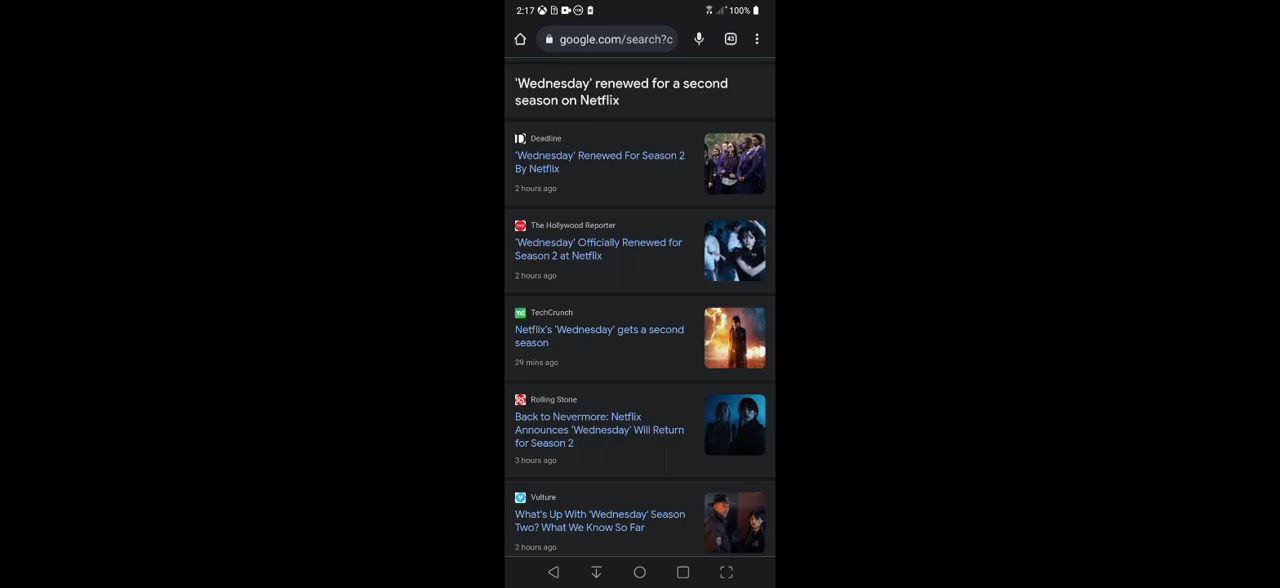 2:17
100%
google.com/search?c
43
'Wednesday' renewed for a second
season on Netflix
Deadline
'Wednesday' Renewed For Season 2
By Netflix
2 hours ago
The Hollywood Reporter
'Wednesday' Officially Renewed for
Season 2 at Netflix
2 hours ago
TechCrunch
Netflix's 'Wednesday' gets a second
season
29 mins ago
Rolling Stone
Back to Nevermore: Netflix
Announces 'Wednesday' Will Return
for Season 2
3 hours ago
Vulture
What's Up With 'Wednesday' Season
Two? What We Know So Far
2 hours ago